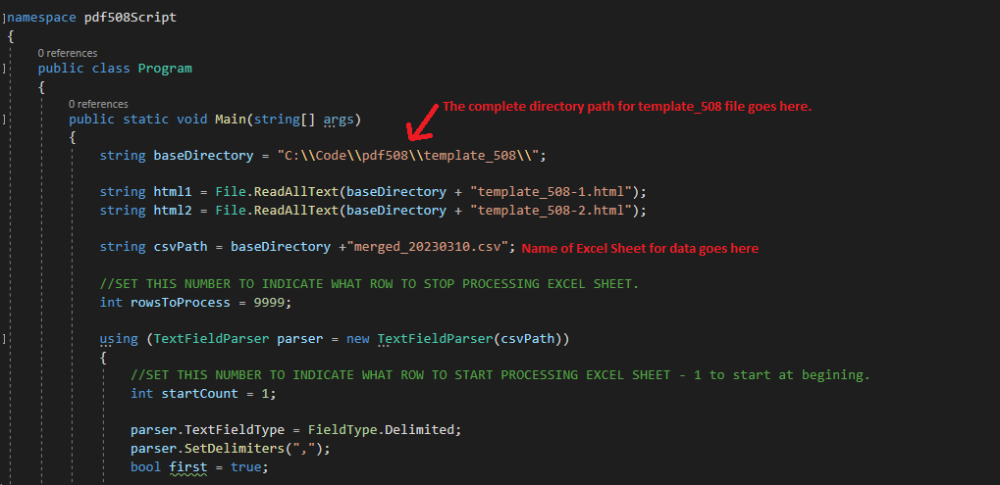 namespace pdf508Script
{
0 references
public class Program
{
0 references
The complete directory path for template_508 file goes here.
public static void Main(string[] args)
{
string baseDirectory = "C:\\Code\\pdf508\\template_508\\";
string html1 = File.ReadAllText(baseDirectory + "template_508-1.html");
string html2 = File.ReadAllText(baseDirectory + "template_508-2.html");
string csvPath = baseDirectory +"merged_20230310.csv"; Name of Excel Sheet for data goes here
//SET THIS NUMBER TO INDICATE WHAT ROW TO STOP PROCESSING EXCEL SHEET.
int rowsToProcess = 9999;
using (TextFieldParser parser = new TextFieldParser(csvPath))
{
//SET THIS NUMBER TO INDICATE WHAT ROW TO START PROCESSING EXCEL SHEET - 1 to start at begining.
int startCount = 1;
parser.TextFieldType = FieldType.Delimited;
parser.SetDelimiters(",");
bool first = true;